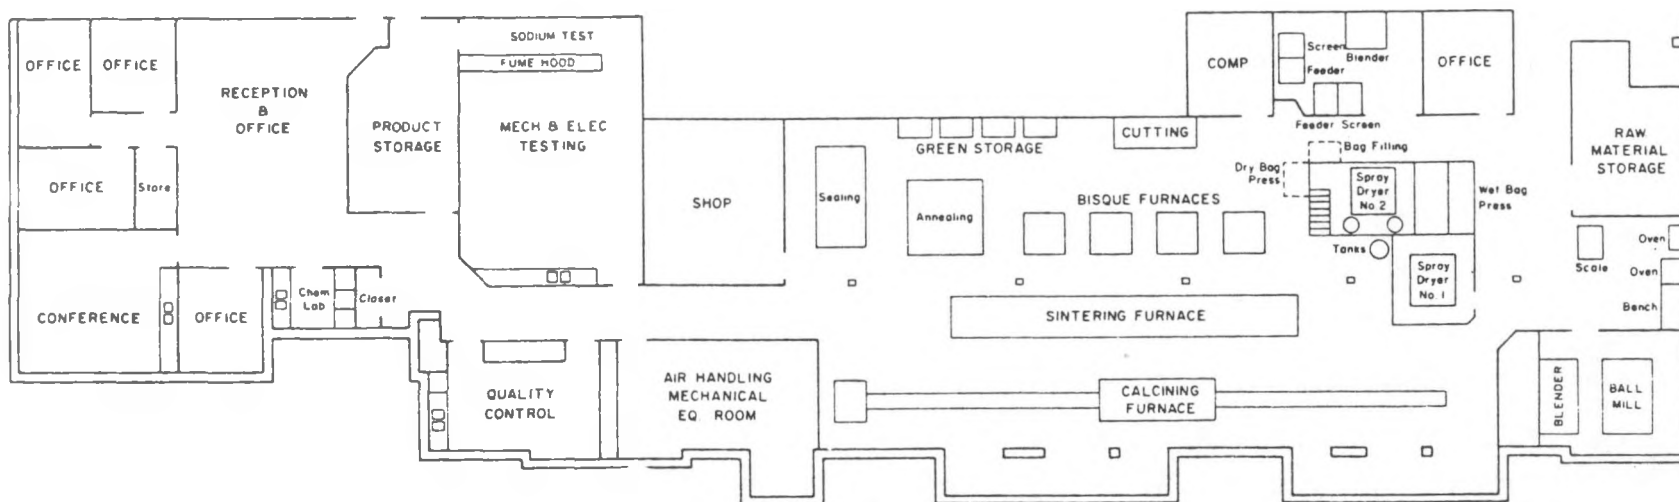 SODIUM TEST
FUME HOOD
OFFICE
OFFICE
RECEPTION
&
OFFICE
PRODUCT
STORAGE
MECH & ELEC
TESTING
OFFICE
Store
CONFERENCE
OFFICE
Chem
Lab
Closet
QUALITY
CONTROL
AIR HANDLING
MECHANICAL
EQ. ROOM
SHOP
Sealing
GREEN STORAGE
Annealing
CUTTING
BISQUE FURNACES
SINTERING FURNACE
CALCINING
FURNACE
COMP
Screen
Feeder
Blender
OFFICE
Feeder Screen
Bag Filling
Dry Bag
Press
Spray
Dryer
No.2
Wet Bag
Press
Tanks
Spray
Dryer
No. 1
RAW
MATERIAL
STORAGE
Scale
Oven
Oven
Bench
BLENDER
BALL
MILL